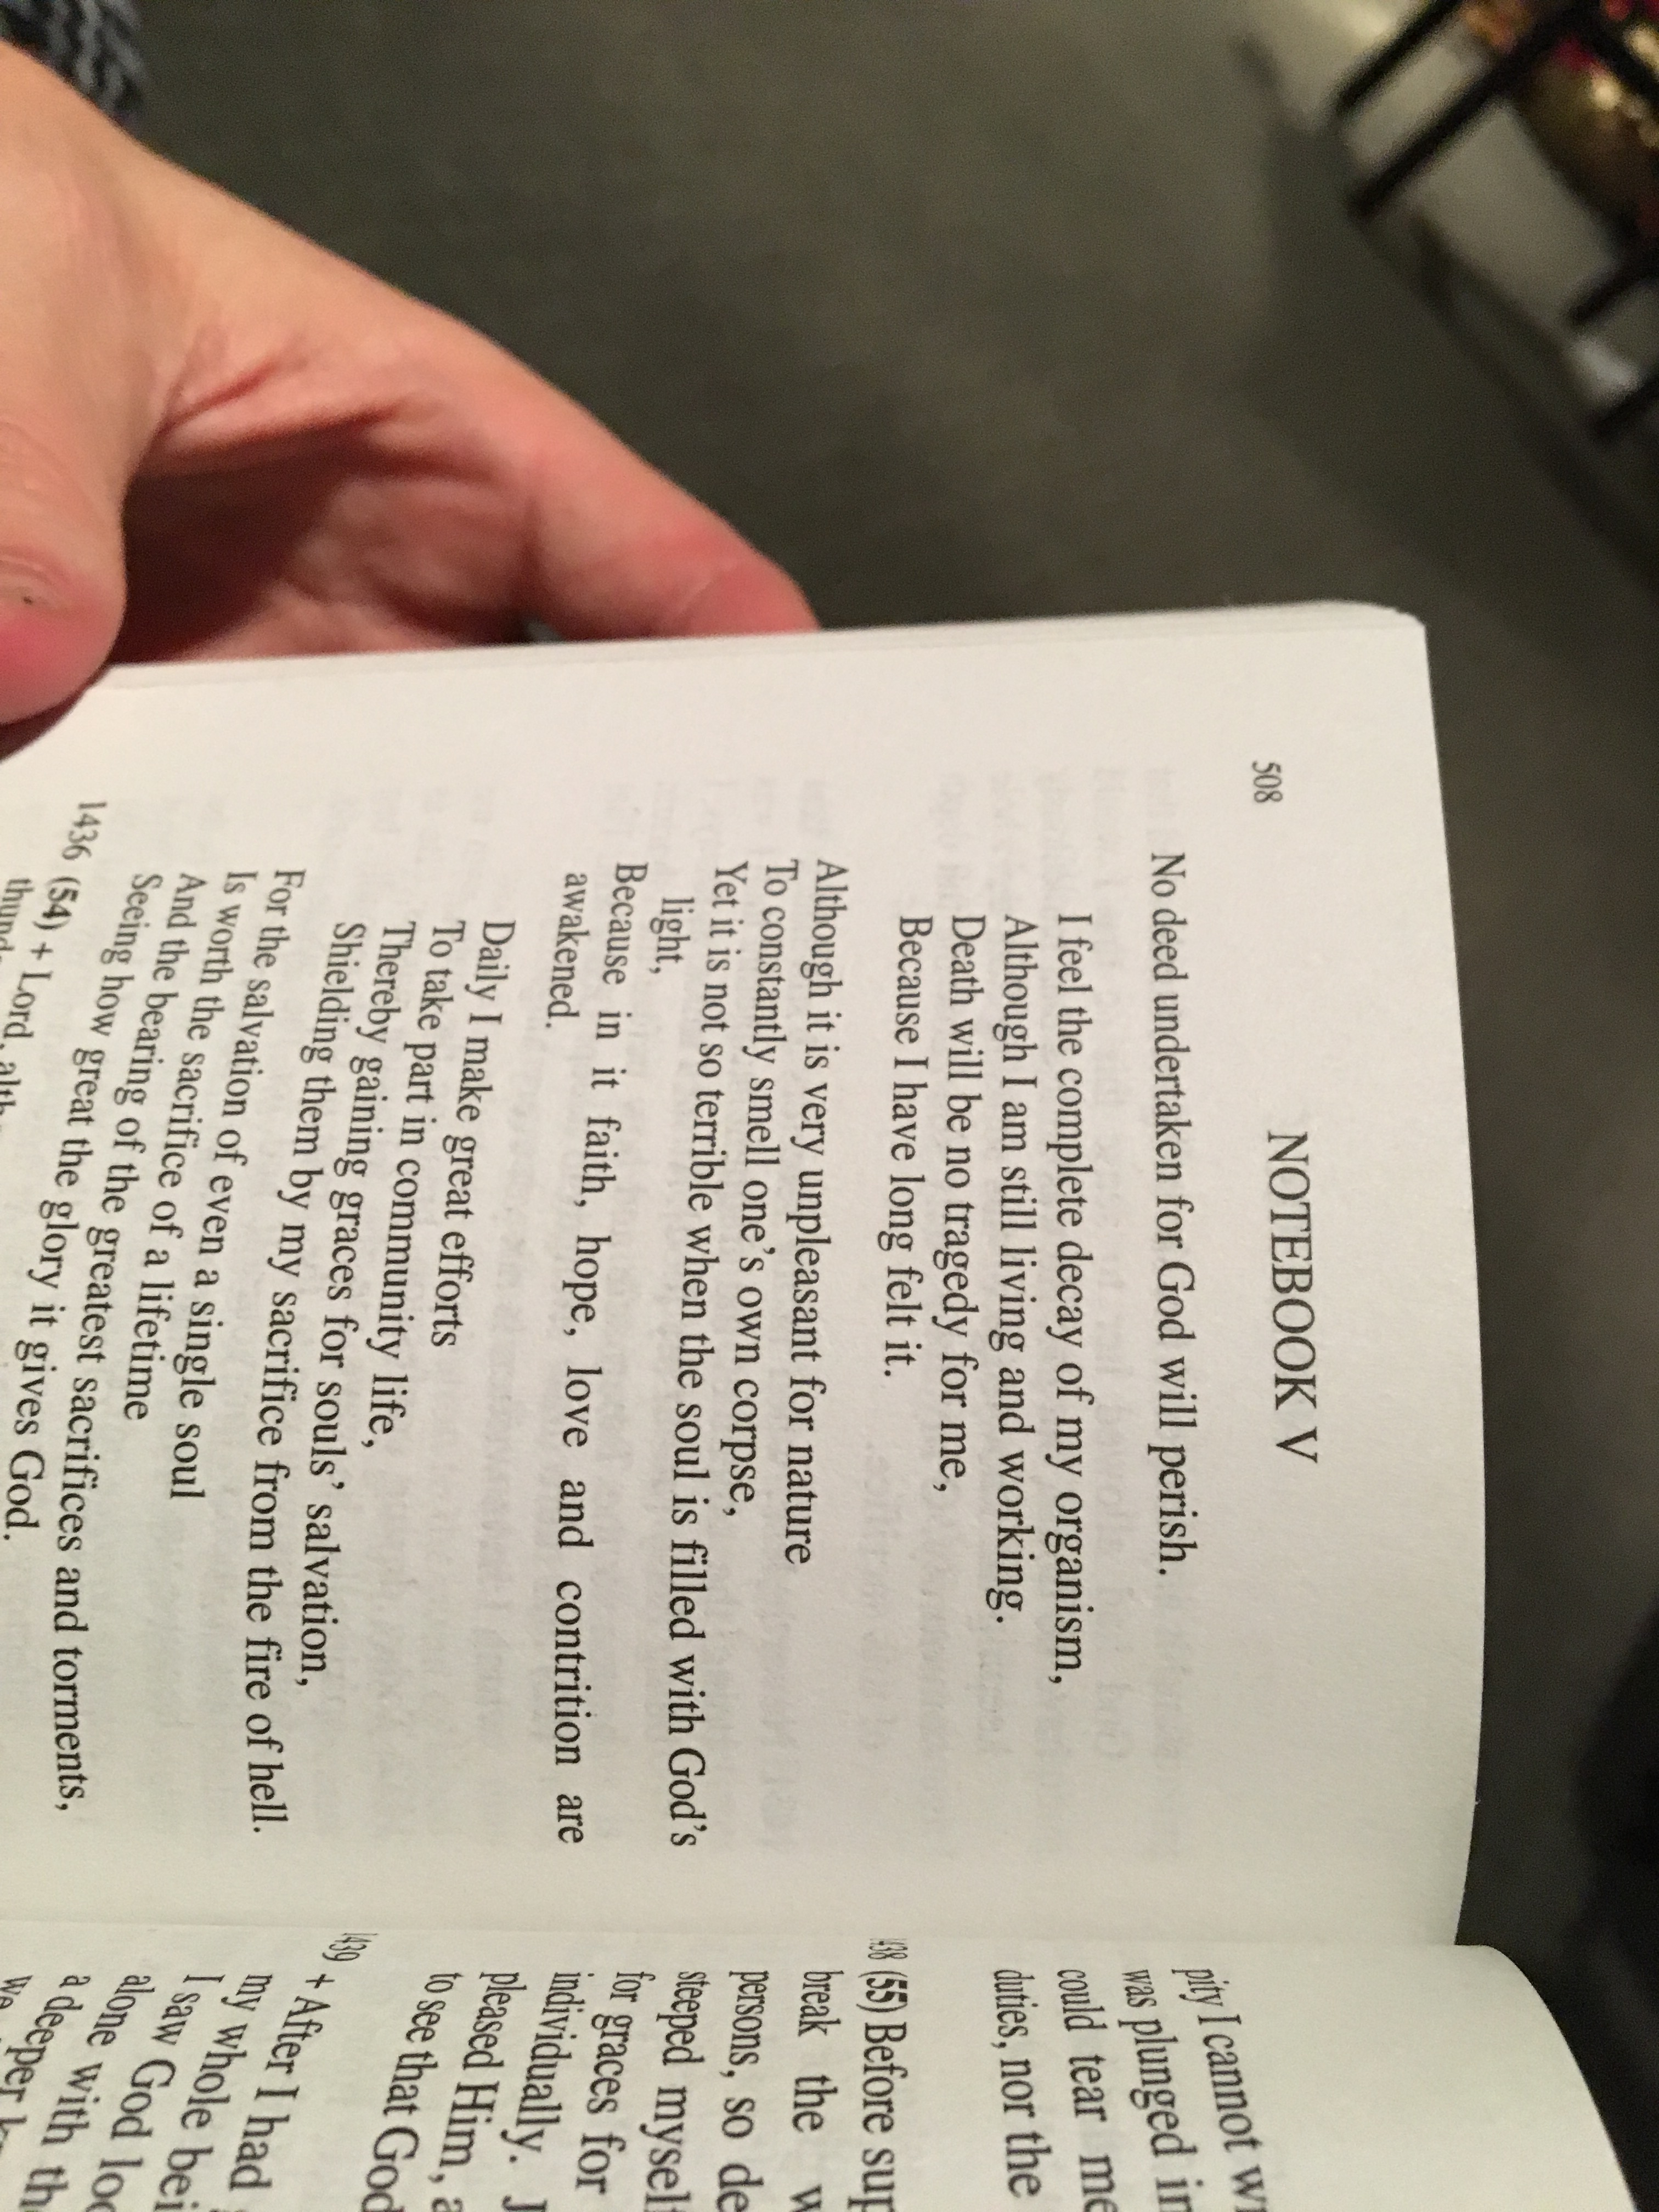 508
NOTEBOOK V
No deed undertaken for God will perish.
I feel the complete decay of my organism,
Although I am still living and working.
Death will be no tragedy for me,
Because I have long felt it.
Although it is very unpleasant for nature
To constantly smell one's own corpse,
Yet it is not so terrible when the soul is filled with God's
light,
Because in it faith, hope, love and contrition are
awakened.
Daily I make great efforts
To take part in community life,
Thereby gaining graces for souls' salvation,
Shielding them by my sacrifice from the fire of hell.
For the salvation of even a single soul
Is worth the sacrifice of a lifetime
And the bearing of the greatest sacrifices and torments,
Seeing how great the glory it gives God.
1436 (54) + Lord,
pity I cannot
was plunged
could tear
duties, nor the
(55) Before
break the
persons, so
steeped
for graces for
individually.
pleased Him,
to see that God
+ After I had
my whole
I saw God
alone with
a deeper